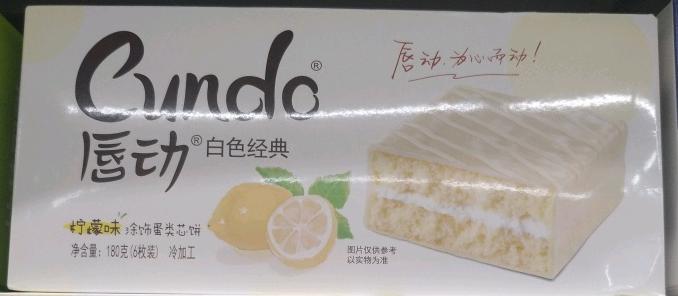 Cundo®
唇动®白色经典
唇动,为心而动!
柠檬味 涂饰蛋类芯饼
净含量:180克(6枚装) 冷加工
图片仅供参考
以实物为准